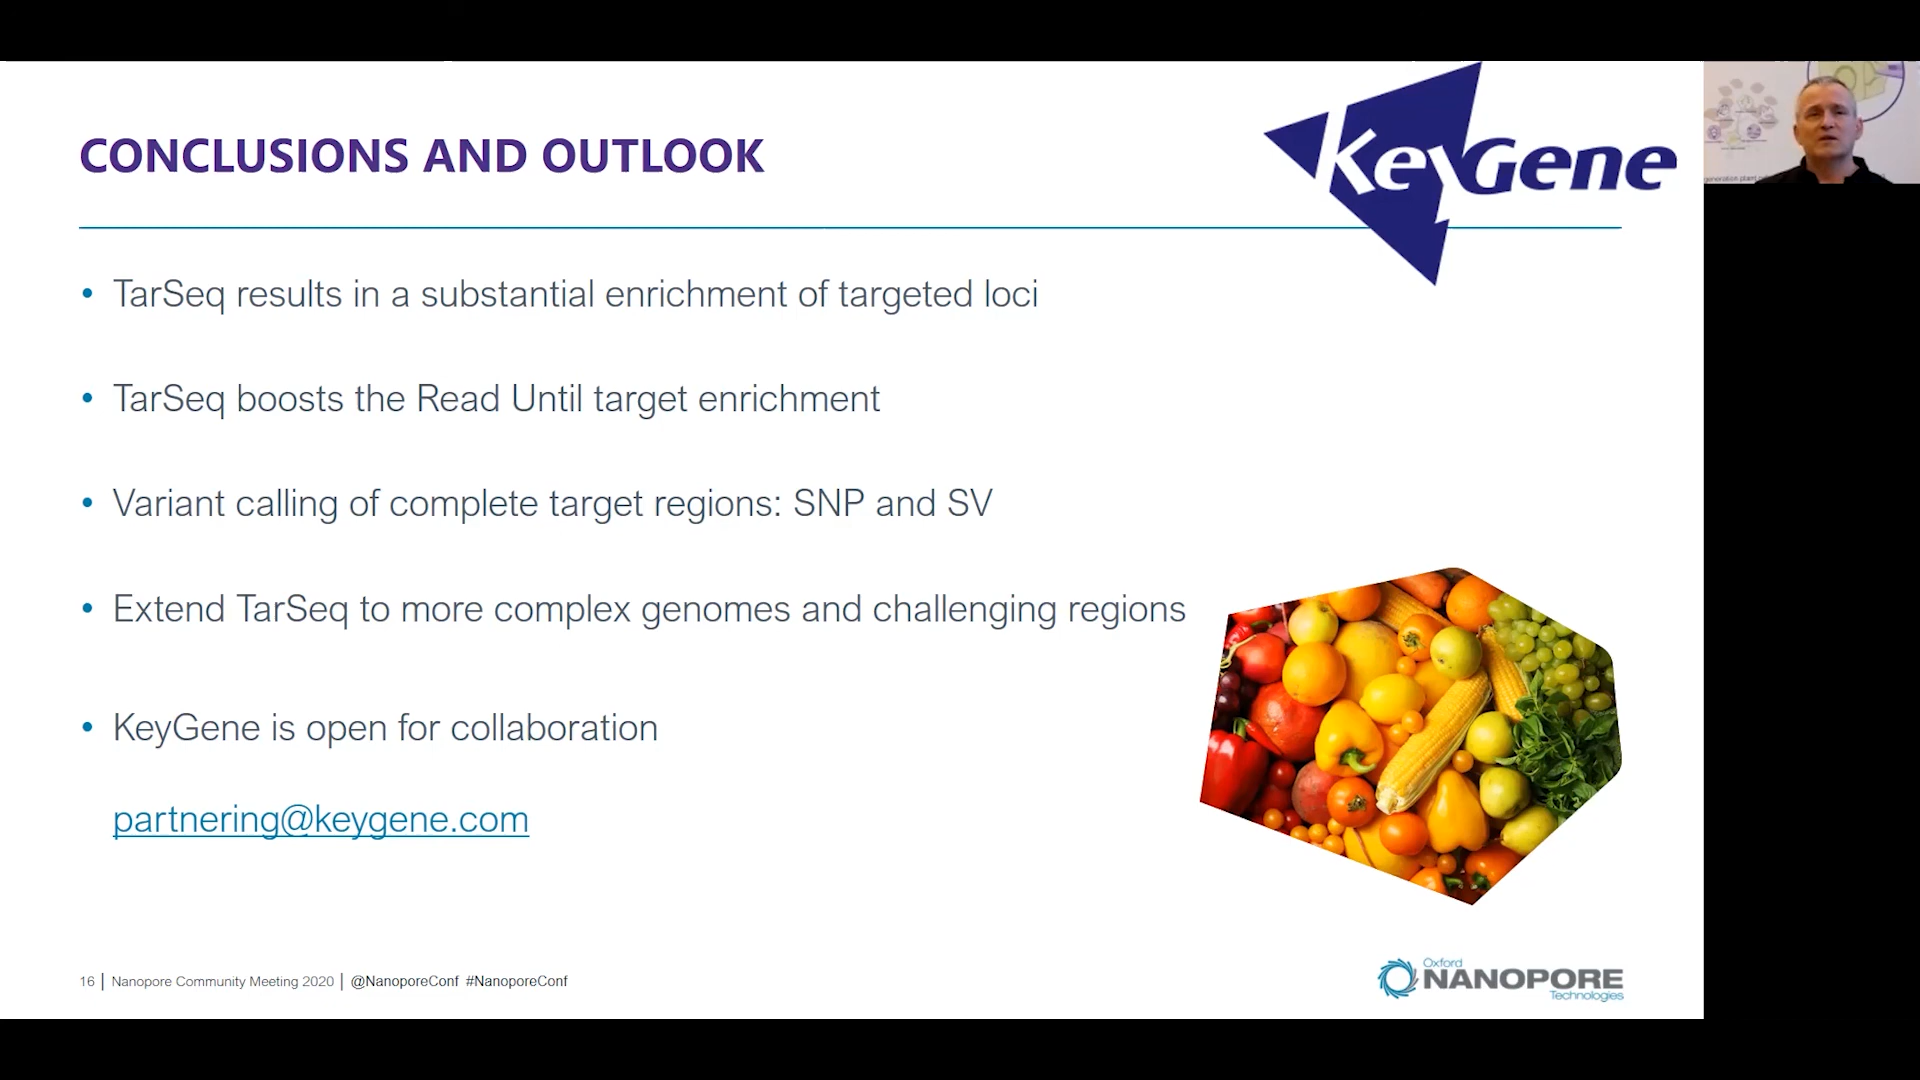 CONCLUSIONS AND OUTLOOK
KeyGene
• TarSeq results in a substantial enrichment of targeted loci
• TarSeq boosts the Read Until target enrichment
• Variant calling of complete target regions: SNP and SV
• Extend TarSeq to more complex genomes and challenging regions
• KeyGene is open for collaboration
partnering@keygene.com
16 | Nanopore Community Meeting 2020 | @NanoporeConf #NanoporeConf
Oxford
NANOPORE
Technologies